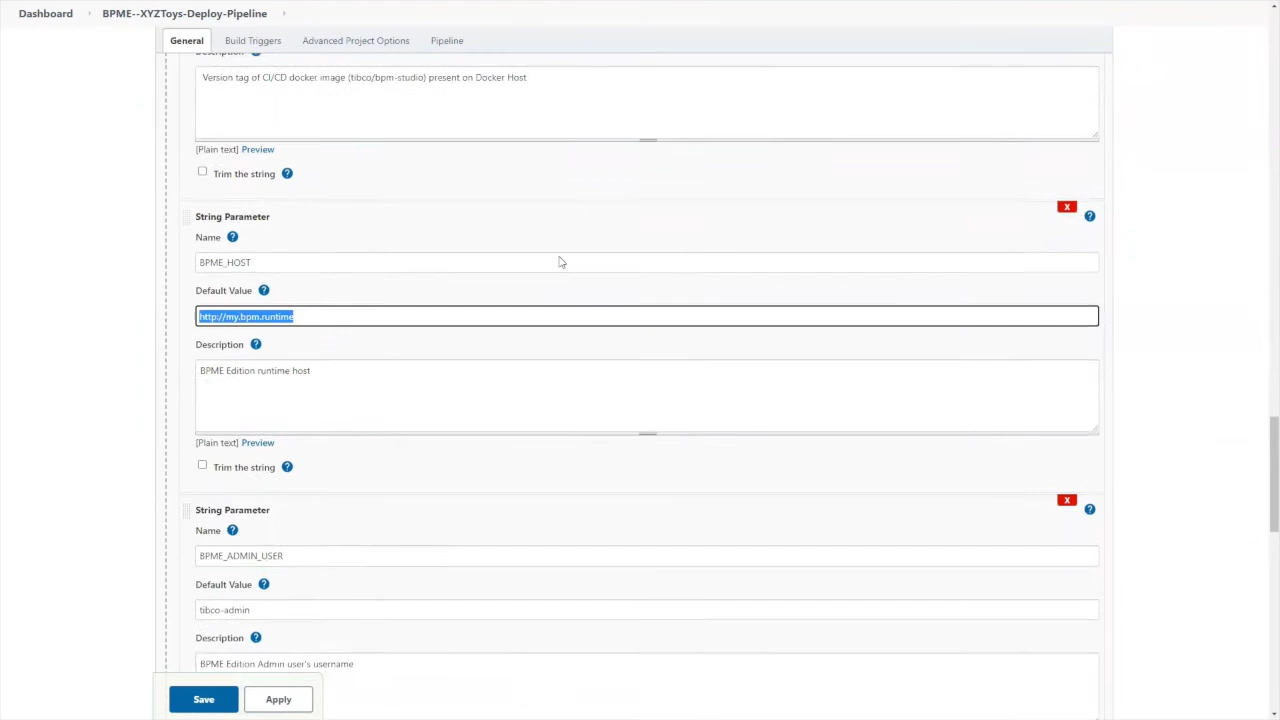 Dashboard BPME--XYZToys-Deploy-Pipeline
General Build Triggers Advanced Project Options Pipeline
Description ?
Version tag of CI/CD docker image (tibco/bpm-studio) present on Docker Host
[Plain text] Preview
Trim the string ?
String Parameter X ?
Name ?
BPME_HOST
Default Value ?
http://my.bpm.runtime
Description ?
BPME Edition runtime host
[Plain text] Preview
Trim the string ?
String Parameter X ?
Name ?
BPME_ADMIN_USER
Default Value ?
tibco-admin
Description ?
BPME Edition Admin user's username
Save Apply